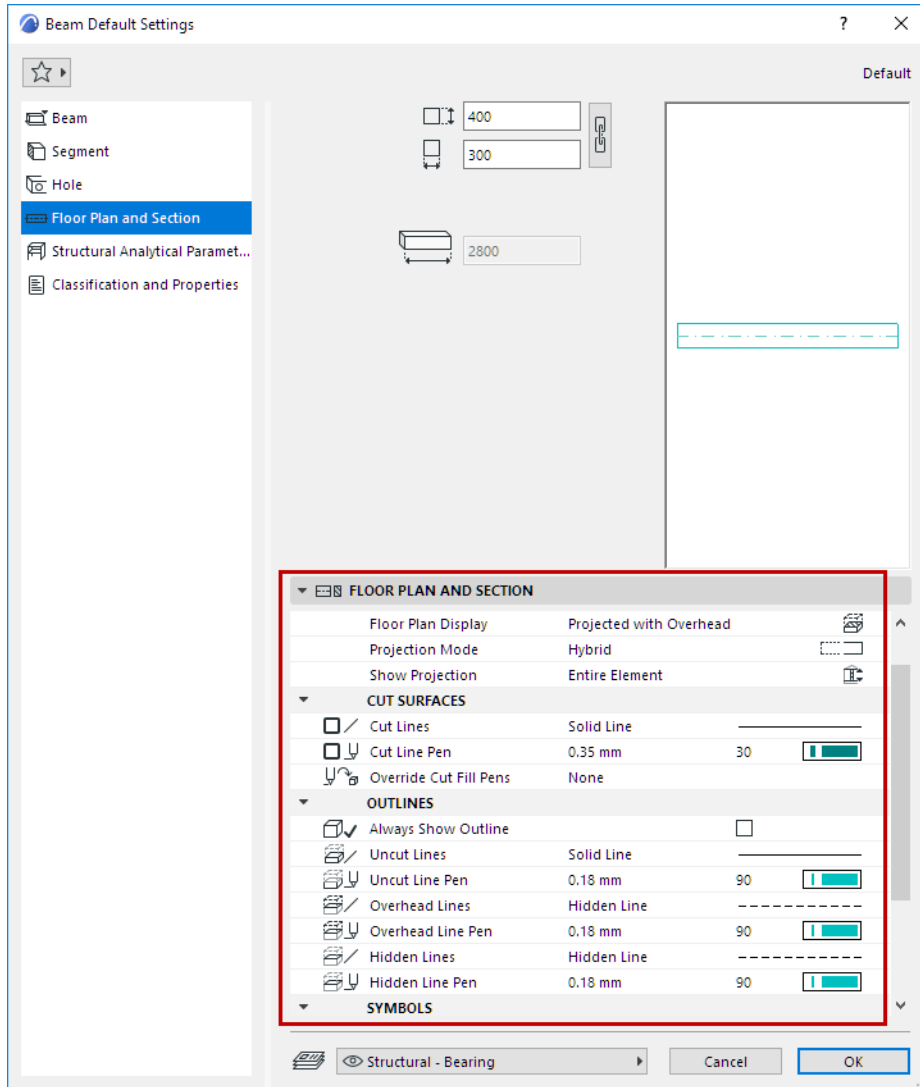 Beam Default Settings ?
Default
Beam
Segment
Hole
Floor Plan and Section
Structural Analytical Paramet...
Classification and Properties
400
300
2800
FLOOR PLAN AND SECTION
Floor Plan Display Projected with Overhead
Projection Mode Hybrid
Show Projection Entire Element
CUT SURFACES
Cut Lines Solid Line
Cut Line Pen 0.35 mm 30
Override Cut Fill Pens None
OUTLINES
Always Show Outline
Uncut Lines Solid Line
Uncut Line Pen 0.18 mm 90
Overhead Lines Hidden Line
Overhead Line Pen 0.18 mm 90
Hidden Lines Hidden Line
Hidden Line Pen 0.18 mm 90
SYMBOLS
Structural - Bearing Cancel OK